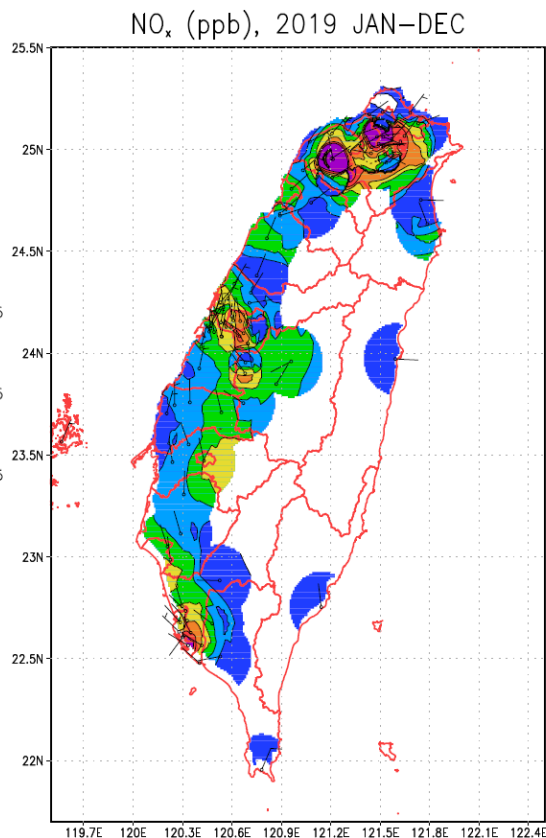 NOₓ (ppb), 2019 JAN–DEC
25.5N
25N
24.5N
24N
23.5N
23N
22.5N
22N
119.7E 120E 120.3E 120.6E 120.9E 121.2E 121.5E 121.8E 122.1E 122.4E